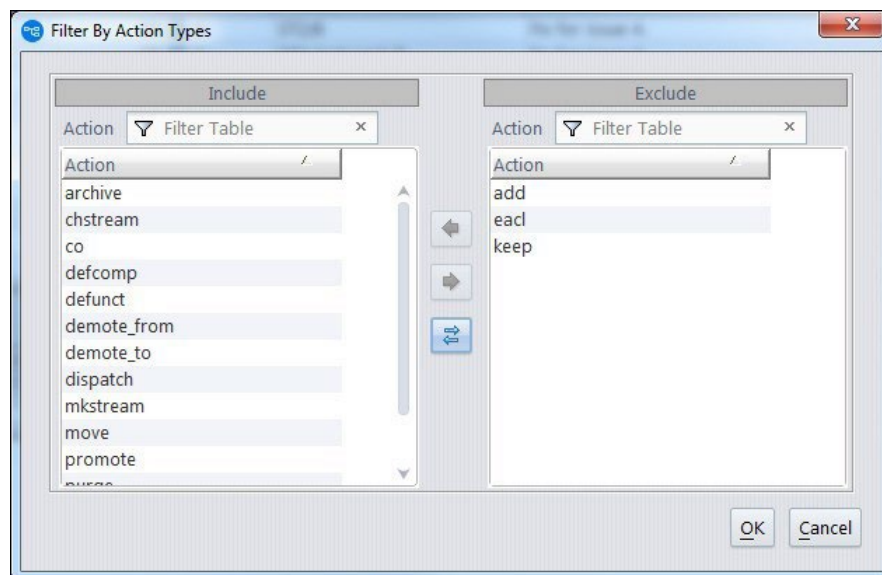 Filter By Action Types
Include
Exclude
Action Filter Table
Action Filter Table
Action
Action
archive
chstream
co
defcomp
defunct
demote_from
demote_to
dispatch
mkstream
move
promote
purge
add
eacl
keep
OK Cancel